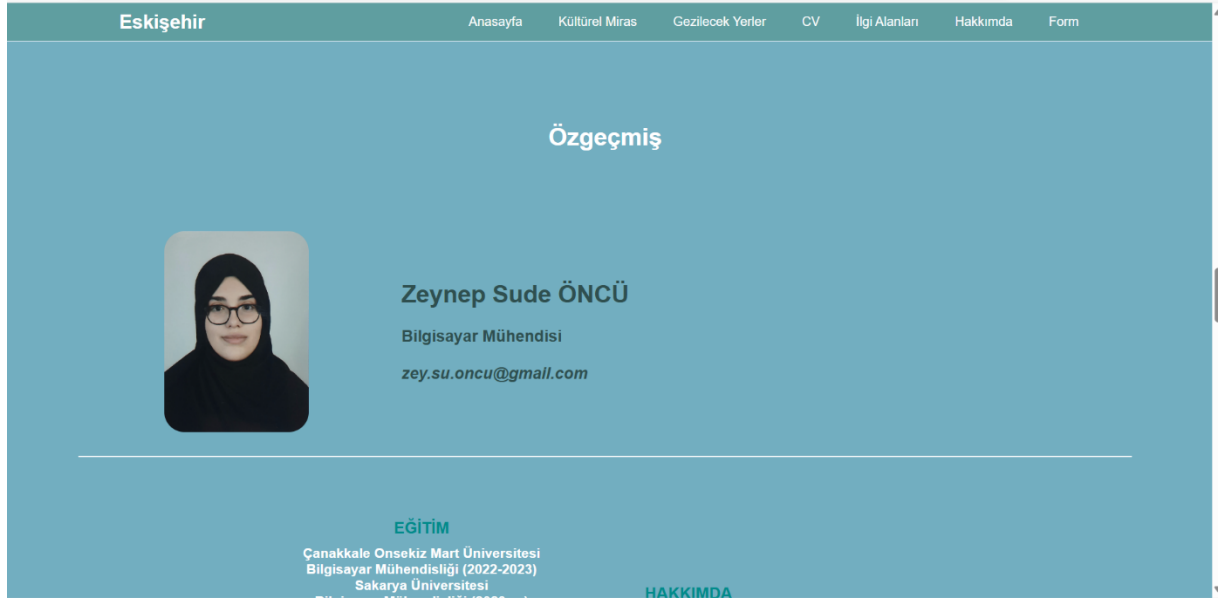 Eskişehir
Anasayfa Kültürel Miras Gezilecek Yerler CV İlgi Alanları Hakkımda Form
Özgeçmiş
Zeynep Sude ÖNCÜ
Bilgisayar Mühendisi
zey.su.oncu@gmail.com
EĞİTİM
Çanakkale Onsekiz Mart Üniversitesi
Bilgisayar Mühendisliği (2022-2023)
Sakarya Üniversitesi
HAKKIMDA